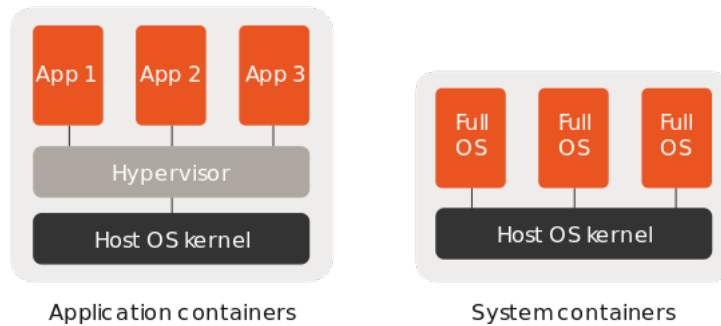 App 1 App 2 App 3
Hypervisor
Host OS kernel
Application containers
Full OS
Full OS
Full OS
Host OS kernel
System containers